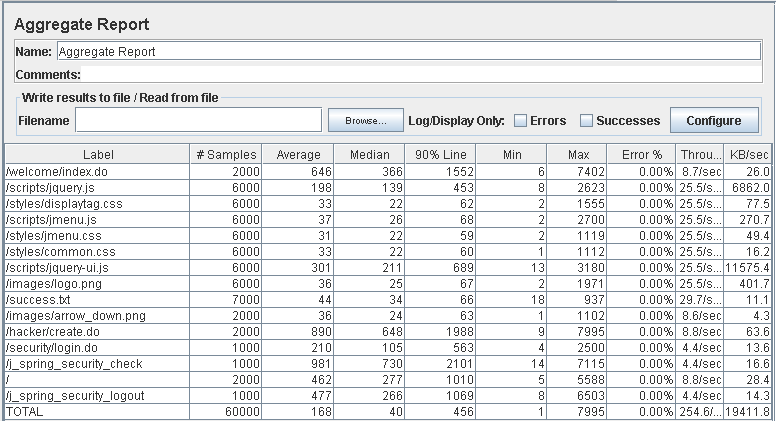 Aggregate Report
Name: Aggregate Report
Comments:
Write results to file / Read from file
Filename Browse... Log/Display Only: Errors Successes Configure
Label # Samples Average Median 90% Line Min Max Error % Throu... KB/sec
/welcome/index.do 2000 646 366 1552 6 7402 0.00% 8.7/sec 26.0
/scripts/jquery.js 6000 198 139 453 8 2623 0.00% 25.5/s... 6862.0
/styles/displaytag.css 6000 33 22 62 2 1555 0.00% 25.5/s... 77.5
/scripts/jmenu.js 6000 37 26 68 2 2700 0.00% 25.5/s... 270.7
/styles/jmenu.css 6000 31 22 59 2 1119 0.00% 25.5/s... 49.4
/styles/common.css 6000 33 22 60 1 1112 0.00% 25.5/s... 16.2
/scripts/jquery-ui.js 6000 301 211 689 13 3180 0.00% 25.5/s... 11575.4
/images/logo.png 6000 36 25 67 2 1971 0.00% 25.5/s... 401.7
/success.txt 7000 44 34 66 18 937 0.00% 29.7/s... 11.1
/images/arrow_down.png 2000 36 24 63 1 1102 0.00% 8.6/sec 4.3
/hacker/create.do 2000 890 648 1988 9 7995 0.00% 8.8/sec 63.6
/security/login.do 1000 210 105 563 4 2500 0.00% 4.4/sec 13.6
/j_spring_security_check 1000 981 730 2101 14 7115 0.00% 4.4/sec 16.6
/ 2000 462 277 1010 5 5588 0.00% 8.8/sec 28.4
/j_spring_security_logout 1000 477 266 1069 8 6503 0.00% 4.4/sec 14.3
TOTAL 60000 168 40 456 1 7995 0.00% 254.6/... 19411.8